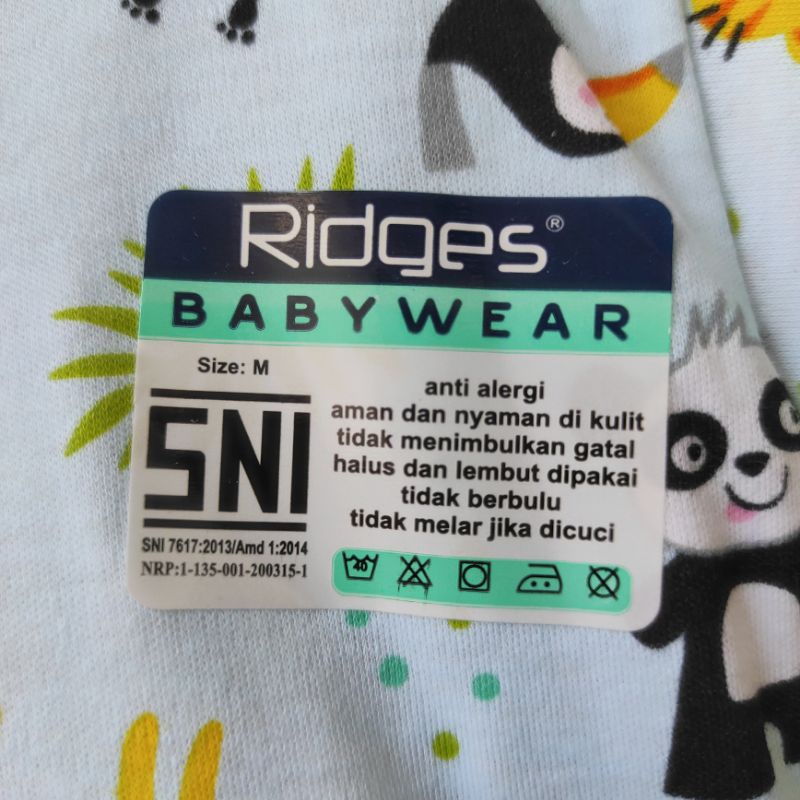 Ridges®
BABYWEAR
Size: M
SNI
SNI 7617:2013/Amd 1:2014
NRP:1-135-001-200315-1
anti alergi
aman dan nyaman di kulit
tidak menimbulkan gatal
halus dan lembut dipakai
tidak berbulu
tidak melar jika dicuci
40